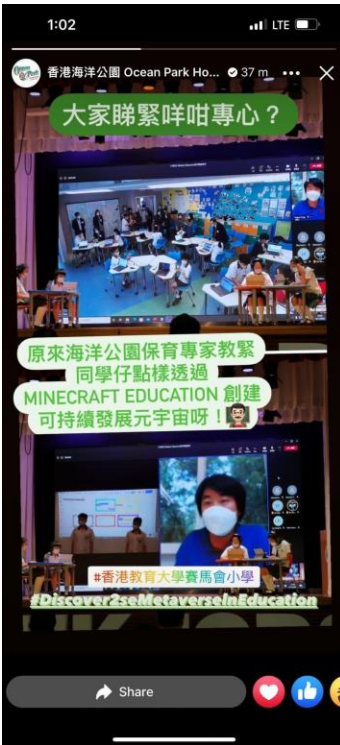 1:02
LTE
香港海洋公園 Ocean Park Ho... 37 m
大家睇緊咩咁專心？
原來海洋公園保育專家教緊
同學仔點樣透過
MINECRAFT EDUCATION 創建
可持續發展元宇宙呀！
#香港教育大學賽馬會小學
#Discover2seMetaverseInEducation
Share